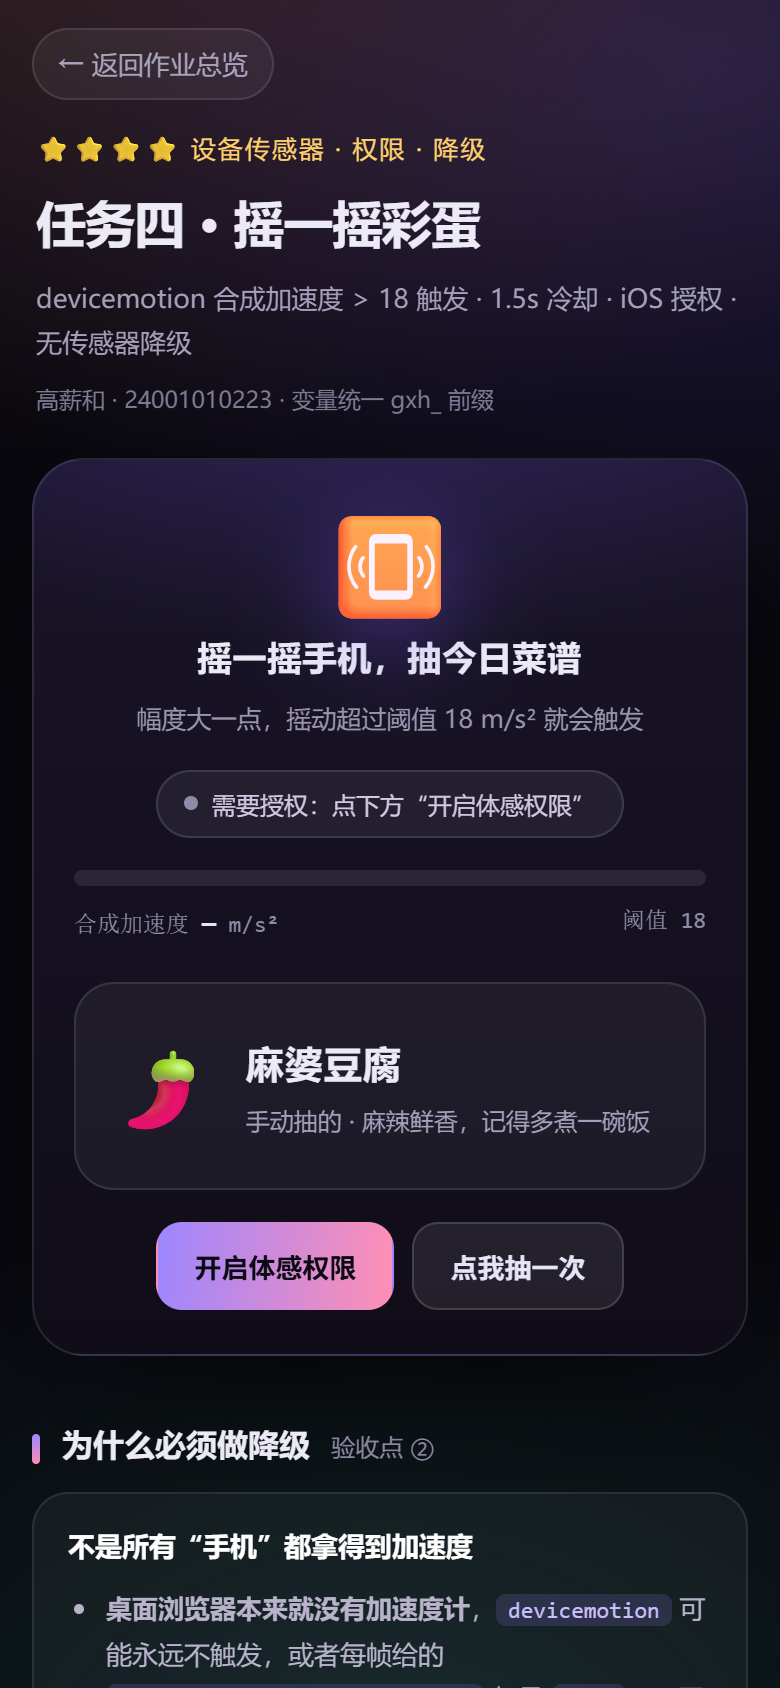 ← 返回作业总览
设备传感器 · 权限 · 降级
任务四 · 摇一摇彩蛋
devicemotion 合成加速度 > 18 触发 · 1.5s 冷却 · iOS 授权 ·
无传感器降级
高薪和 · 24001010223 · 变量统一 gxh_ 前缀
摇一摇手机，抽今日菜谱
幅度大一点，摇动超过阈值 18 m/s² 就会触发
需要授权：点下方“开启体感权限”
合成加速度 — m/s²
阈值 18
麻婆豆腐
手动抽的 · 麻辣鲜香，记得多煮一碗饭
开启体感权限
点我抽一次
为什么必须做降级 验收点 ②
不是所有“手机”都拿得到加速度
• 桌面浏览器本来就没有加速度计，devicemotion 可
能永远不触发，或者每帧给的